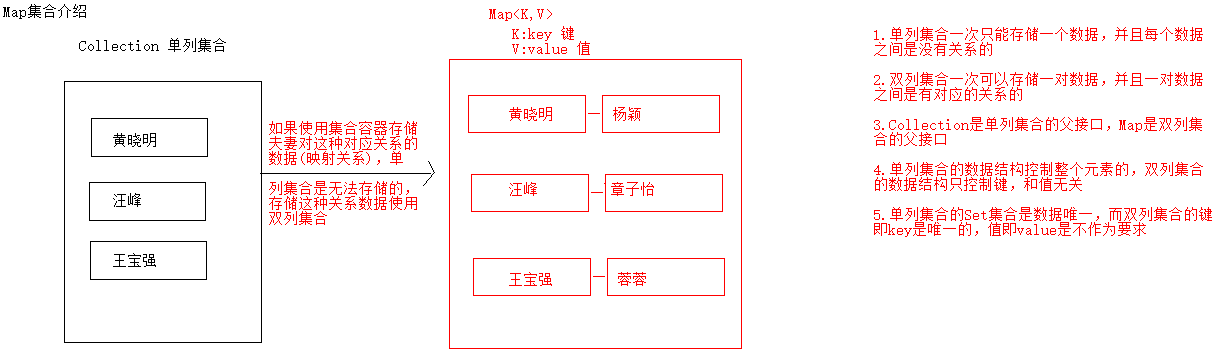 Map集合介绍
Collection 单列集合
黄晓明
汪峰
王宝强
如果使用集合容器存储
夫妻对这种对应关系的
数据(映射关系)，单
列集合是无法存储的，
存储这种关系数据使用
双列集合
Map<K,V>
K:key 键
V:value 值
黄晓明
杨颖
汪峰
章子怡
王宝强
蓉蓉
1.单列集合一次只能存储一个数据，并且每个数据
之间是没有关系的
2.双列集合一次可以存储一对数据，并且一对数据
之间是有对应的关系的
3.Collection是单列集合的父接口，Map是双列集
合的父接口
4.单列集合的数据结构控制整个元素的，双列集合
的数据结构只控制键，和值无关
5.单列集合的Set集合是数据唯一，而双列集合的键
即key是唯一的，值即value是不作为要求